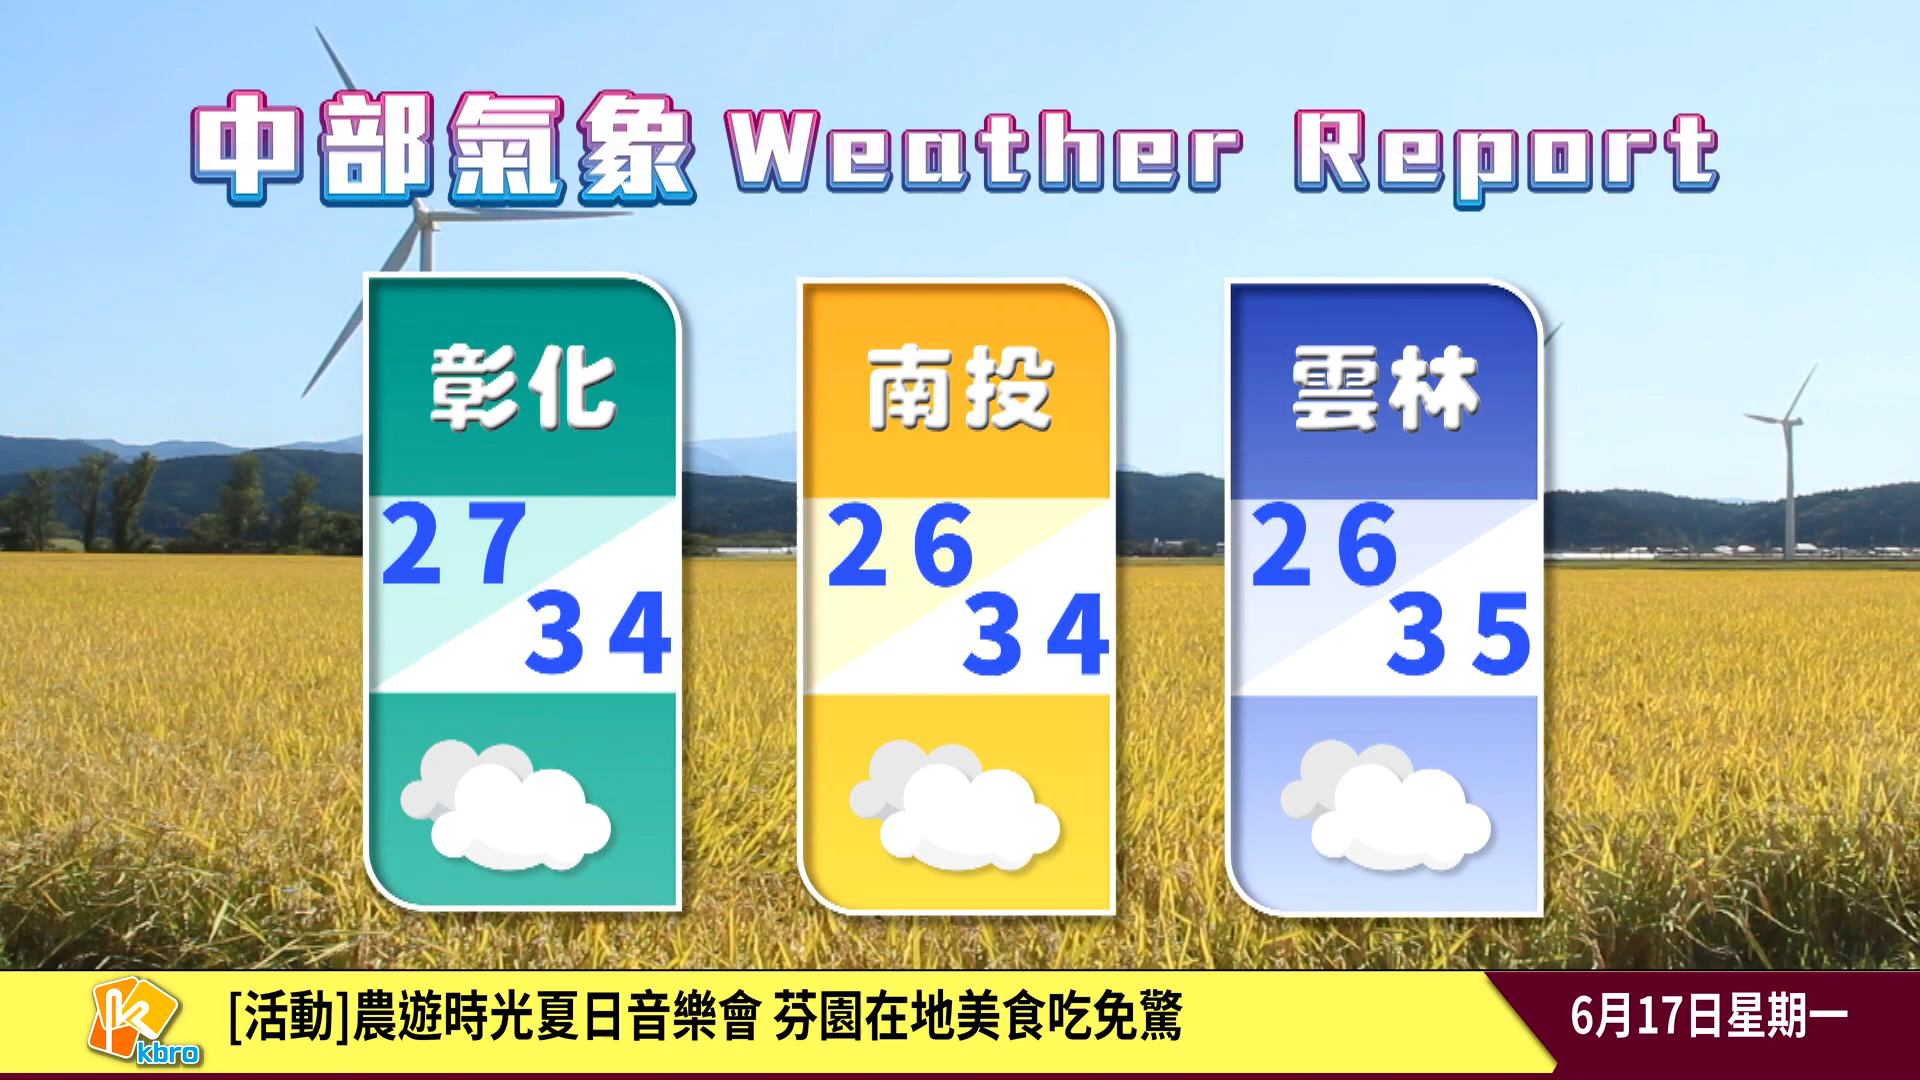 中部氣象 Weather Report
彰化
27
34
南投
26
34
雲林
26
35
kbro
[活動]農遊時光夏日音樂會 芬園在地美食吃免驚
6月17日星期一